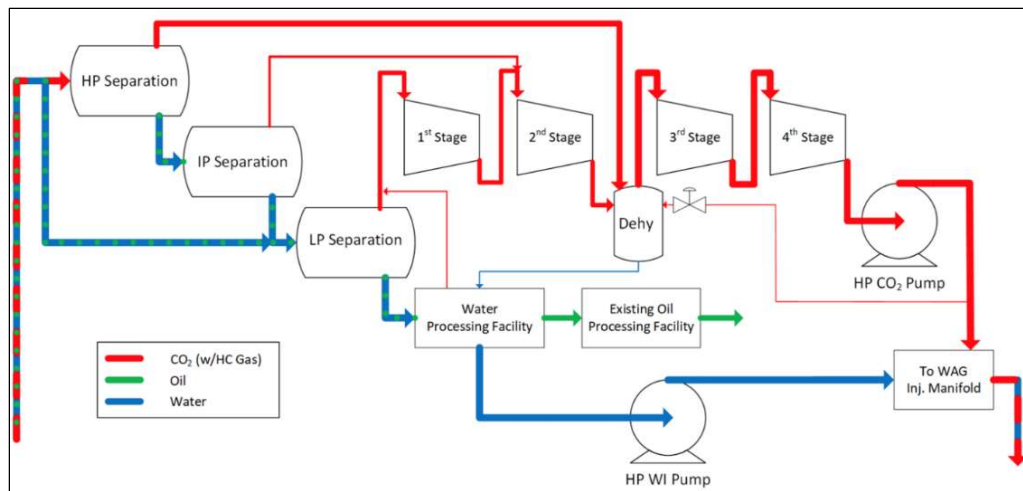 HP Separation
IP Separation
LP Separation
1st Stage
2nd Stage
3rd Stage
4th Stage
Dehy
HP CO2 Pump
Water
Processing Facility
Existing Oil
Processing Facility
To WAG
Inj. Manifold
HP WI Pump
CO2 (w/HC Gas)
Oil
Water